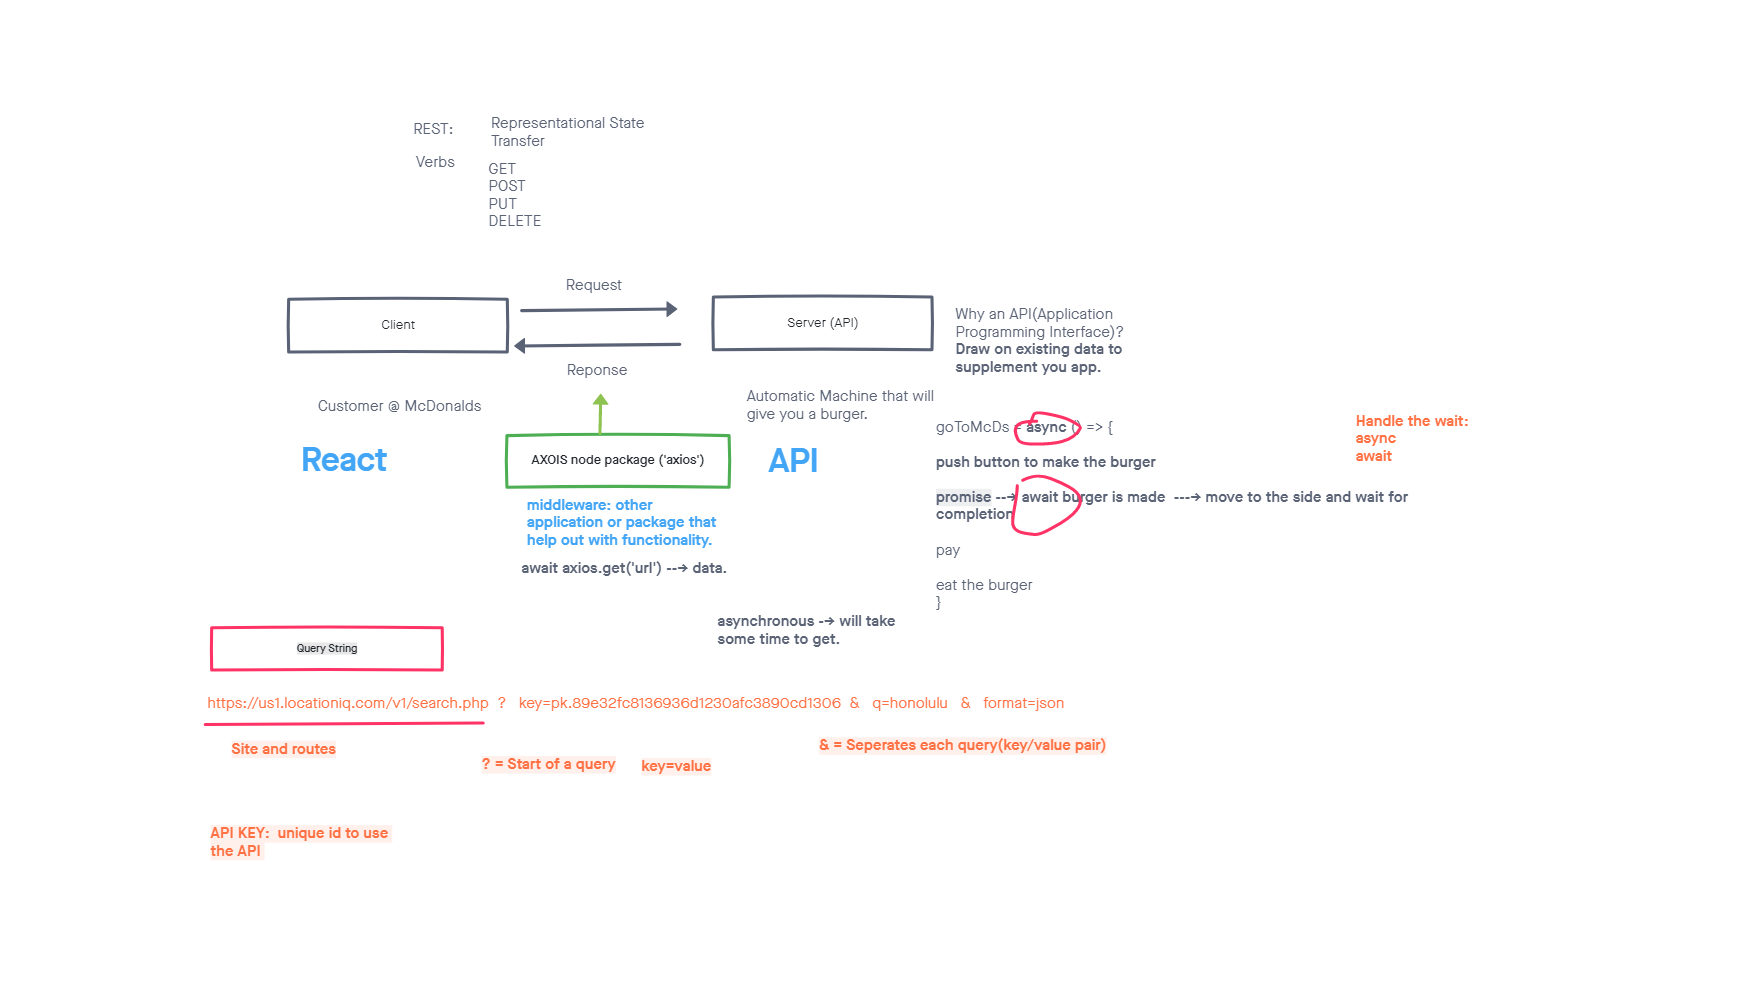 REST:
Representational State
Transfer
Verbs
GET
POST
PUT
DELETE
Request
Client
Server (API)
Reponse
Why an API(Application
Programming Interface)?
Draw on existing data to
supplement you app.
Customer @ McDonalds
Automatic Machine that will
give you a burger.
React
AXOIS node package ('axios')
API
middleware: other
application or package that
help out with functionality.
await axios.get('url') --→ data.
asynchronous -→ will take
some time to get.
goToMcDs = async () => {
push button to make the burger
promise --→ await burger is made ---→ move to the side and wait for
completion
pay
eat the burger
}
Handle the wait:
async
await
Query String
https://us1.locationiq.com/v1/search.php ? key=pk.89e32fc8136936d1230afc3890cd1306 & q=honolulu & format=json
Site and routes
? = Start of a query
key=value
& = Seperates each query(key/value pair)
API KEY: unique id to use
the API